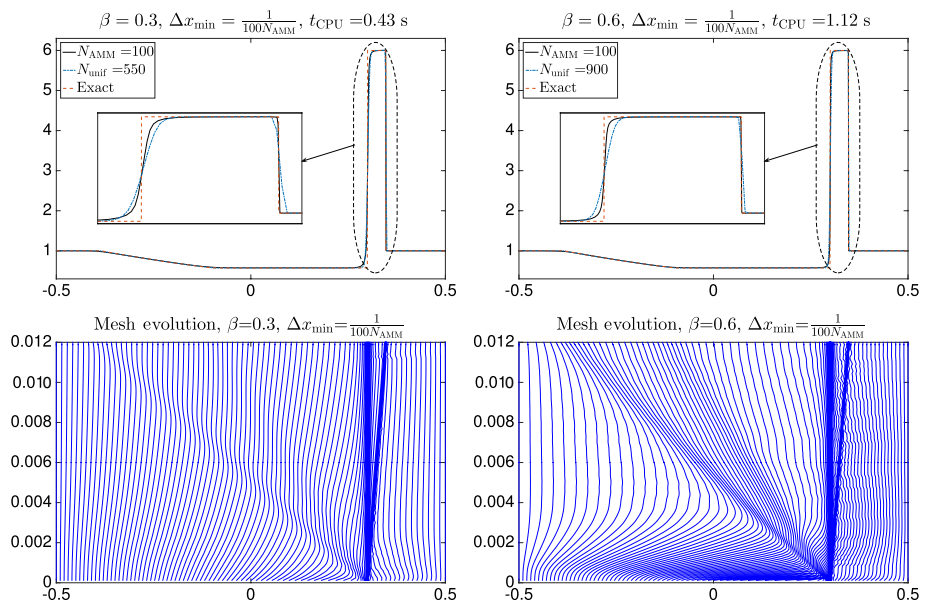 β = 0.3, Δx_min = 1/(100N_AMM), t_CPU =0.43 s
6
5
4
3
2
1
N_AMM =100
N_unif =550
Exact
-0.5 0 0.5
β = 0.6, Δx_min = 1/(100N_AMM), t_CPU =1.12 s
6
5
4
3
2
1
N_AMM =100
N_unif =900
Exact
-0.5 0 0.5
Mesh evolution, β=0.3, Δx_min=1/(100N_AMM)
0.012
0.010
0.008
0.006
0.004
0.002
0
-0.5 0 0.5
Mesh evolution, β=0.6, Δx_min=1/(100N_AMM)
0.012
0.010
0.008
0.006
0.004
0.002
0
-0.5 0 0.5